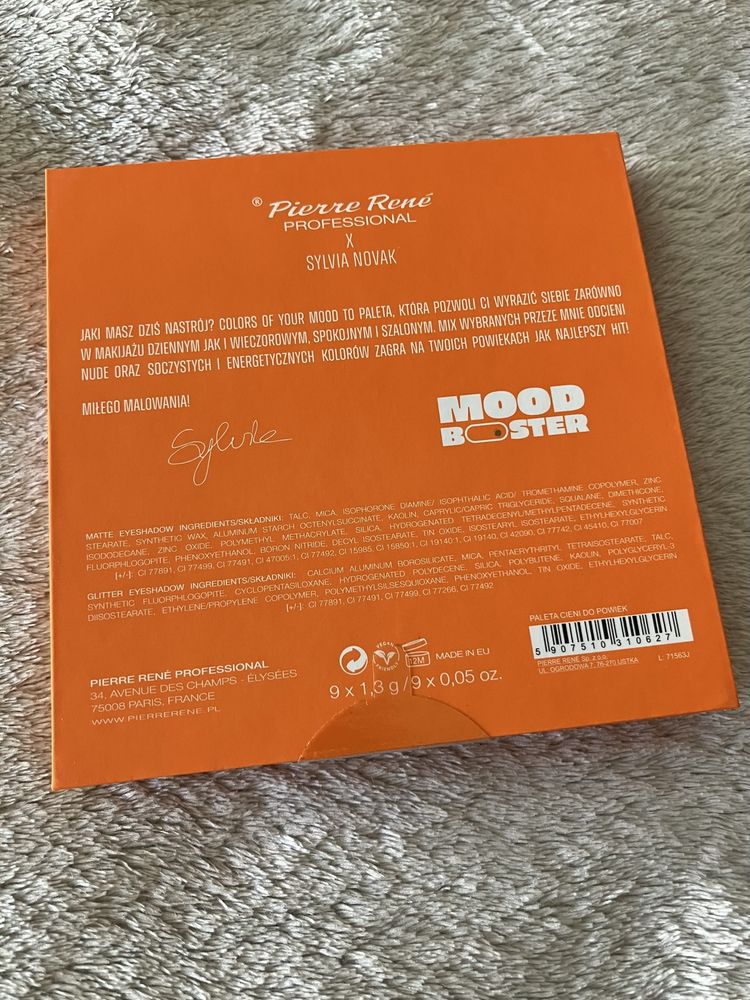 ® Pierre René
PROFESSIONAL
X
SYLVIA NOVAK
JAKI MASZ DZIŚ NASTRÓJ? COLORS OF YOUR MOOD TO PALETA, KTÓRA POZWOLI CI WYRAZIĆ SIEBIE ZARÓWNO
W MAKIJAŻU DZIENNYM JAK I WIECZOROWYM, SPOKOJNYM I SZALONYM. MIX WYBRANYCH PRZEZE MNIE ODCIENI
NUDE ORAZ SOCZYSTYCH I ENERGETYCZNYCH KOLORÓW ZAGRA NA TWOICH POWIEKACH JAK NAJLEPSZY HIT!
MIŁEGO MALOWANIA!
Sylwia
MOOD
BOOSTER
MATTE EYESHADOW INGREDIENTS/SKŁADNIKI: TALC, MICA, ISOPHORONE DIAMINE/ ISOPHTHALIC ACID/ TROMETHAMINE COPOLYMER, ZINC
STEARATE, SYNTHETIC WAX, ALUMINUM STARCH OCTENYLSUCCINATE, KAOLIN, CAPRYLIC/CAPRIC TRIGLYCERIDE, SQUALANE, DIMETHICONE,
ISODODECANE, ZINC OXIDE, POLYMETHYL METHACRYLATE, SILICA, HYDROGENATED TETRADECENYL/METHYLPENTADECENE, SYNTHETIC
FLUORPHLOGOPITE, PHENOXYETHANOL, BORON NITRIDE, DECYL ISOSTEARATE, TIN OXIDE, ISOSTEARYL ISOSTEARATE, ETHYLHEXYLGLYCERIN
[+/-]: CI 77891, CI 77499, CI 77491, CI 47005:1, CI 77492, CI 15985, CI 15850:1, CI 19140:1, CI 19140, CI 42090, CI 77742, CI 45410, CI 77007
GLITTER EYESHADOW INGREDIENTS/SKŁADNIKI: CALCIUM ALUMINUM BOROSILICATE, MICA, PENTAERYTHRITYL TETRAISOSTEARATE, TALC,
SYNTHETIC FLUORPHLOGOPITE, CYCLOPENTASILOXANE, HYDROGENATED POLYDECENE, SILICA, POLYBUTENE, KAOLIN, POLYGLYCERYL-3
DIISOSTEARATE, ETHYLENE/PROPYLENE COPOLYMER, POLYMETHYLSILSESQUIOXANE, PHENOXYETHANOL, TIN OXIDE, ETHYLHEXYLGLYCERIN
[+/-]: CI 77891, CI 77491, CI 77499, CI 77266, CI 77492
PALETA CIENI DO POWIEK
5 907510 310627
PIERRE RENÉ Sp. z o.o.
UL. OGRODOWA 7, 76-270 USTKA
L: 71563J
PIERRE RENÉ PROFESSIONAL
34, AVENUE DES CHAMPS - ÉLYSÉES
75008 PARIS, FRANCE
WWW.PIERRERENE.PL
VEGAN
FRIENDLY
12M
MADE IN EU
9 x 1,3 g / 9 x 0,05 oz.